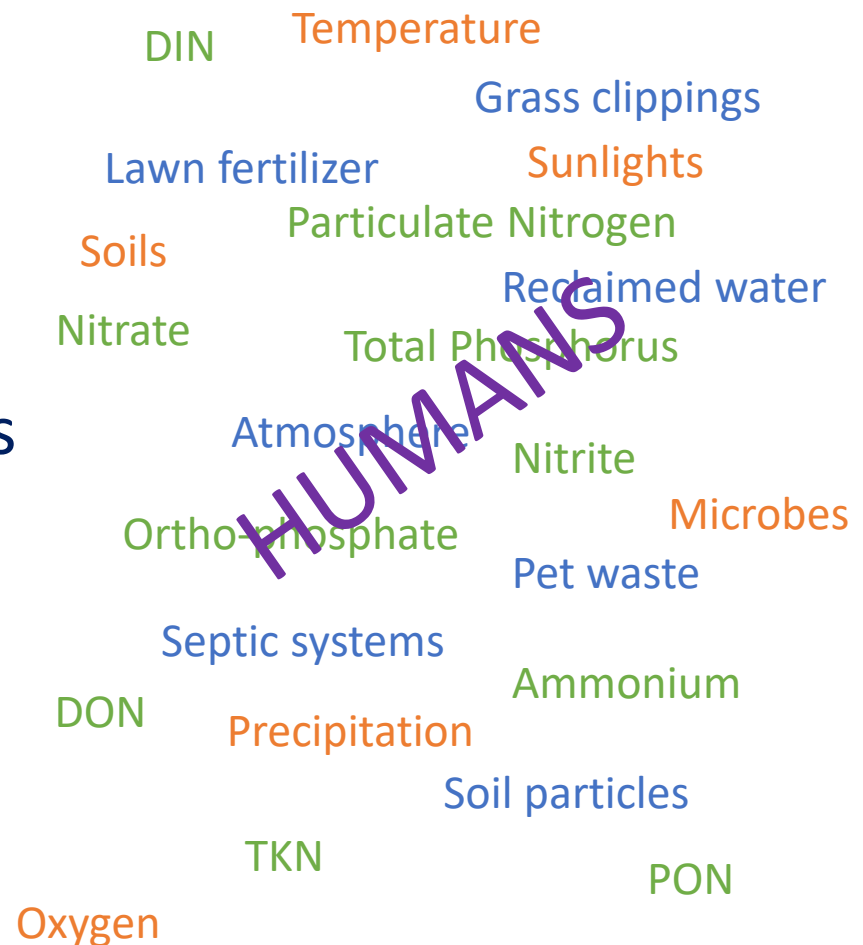 Temperature
DIN
Grass clippings
Lawn fertilizer
Sunlights
Particulate Nitrogen
Soils
Reclaimed water
Nitrate
Total Phosphorus
HUMANS
s
Atmosphere
Nitrite
Microbes
Ortho-phosphate
Pet waste
Septic systems
Ammonium
DON
Precipitation
Soil particles
TKN
PON
Oxygen